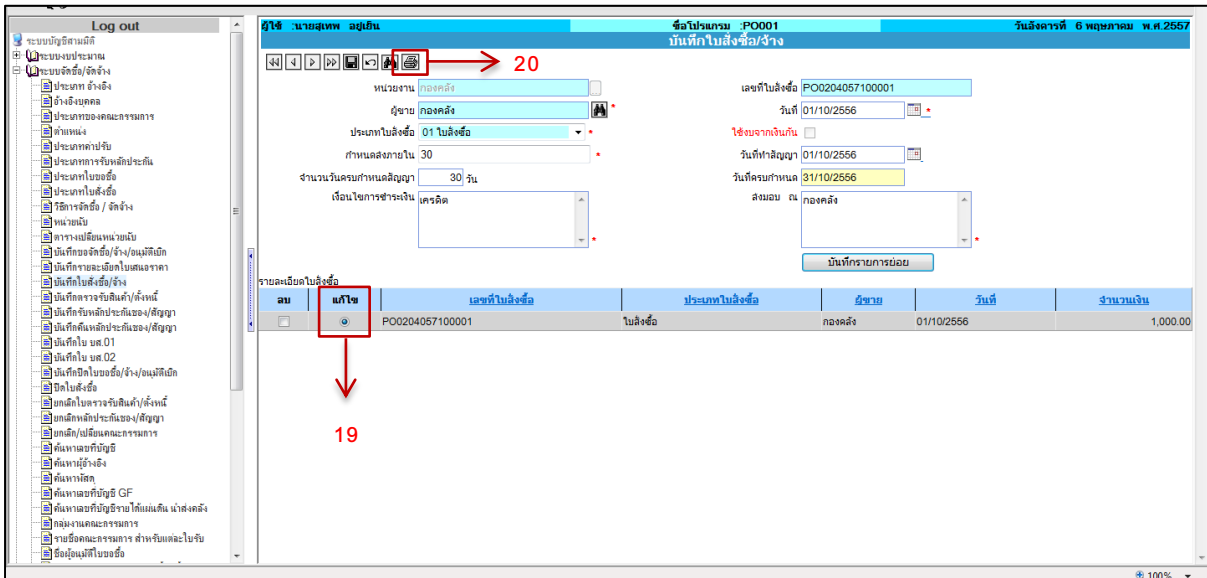 Log out
ระบบบัญชีสามมิติ
ระบบงบประมาณ
ระบบจัดซื้อ/จัดจ้าง
ประเภท อ้างอิง
อ้างอิงบุคคล
ประเภทของคณะกรรมการ
ตำแหน่ง
ประเภทค่าปรับ
ประเภทการรับหลักประกัน
ประเภทใบขอซื้อ
ประเภทใบสั่งซื้อ
วิธีการจัดซื้อ / จัดจ้าง
หน่วยนับ
ตารางเปลี่ยนหน่วยนับ
บันทึกขอจัดซื้อ/จ้าง/อนุมัติเบิก
บันทึกรายละเอียดใบเสนอราคา
บันทึกใบสั่งซื้อ/จ้าง
บันทึกตรวจรับสินค้า/ตั้งหนี้
บันทึกรับหลักประกันซอง/สัญญา
บันทึกคืนหลักประกันซอง/สัญญา
บันทึกใบ บส.01
บันทึกใบ บส.02
บันทึกปิดใบขอซื้อ/จ้าง/อนุมัติเบิก
ปิดใบสั่งซื้อ
ยกเลิกใบตรวจรับสินค้า/ตั้งหนี้
ยกเลิกหลักประกันซอง/สัญญา
ยกเลิก/เปลี่ยนคณะกรรมการ
ค้นหาเลขที่บัญชี
ค้นหาผู้อ้างอิง
ค้นหาพัสดุ
ค้นหาเลขที่บัญชี GF
ค้นหาเลขที่บัญชีรายได้แผ่นดิน นำส่งคลัง
กลุ่มงานคณะกรรมการ
รายชื่อคณะกรรมการ สำหรับแต่ละใบรับ
ชื่อผู้อนุมัติใบขอซื้อ
ผู้ใช้ :นายสุเทพ อยู่เย็น ชื่อโปรแกรม :PO001 วันอังคารที่ 6 พฤษภาคม พ.ศ.2557
บันทึกใบสั่งซื้อ/จ้าง
20
หน่วยงาน กองคลัง เลขที่ใบสั่งซื้อ PO0204057100001
ผู้ขาย กองคลัง * วันที่ 01/10/2556 *
ประเภทใบสั่งซื้อ 01 ใบสั่งซื้อ * ใช้งบจากเงินกัน
กำหนดส่งภายใน 30 * วันที่ทำสัญญา 01/10/2556
จำนวนวันครบกำหนดสัญญา 30 วัน วันที่ครบกำหนด 31/10/2556
เงื่อนไขการชำระเงิน เครดิต * ส่งมอบ ณ กองคลัง *
บันทึกรายการย่อย
รายละเอียดใบสั่งซื้อ
ลบ แก้ไข เลขที่ใบสั่งซื้อ ประเภทใบสั่งซื้อ ผู้ขาย วันที่ จำนวนเงิน
PO0204057100001 ใบสั่งซื้อ กองคลัง 01/10/2556 1,000.00
19
100%